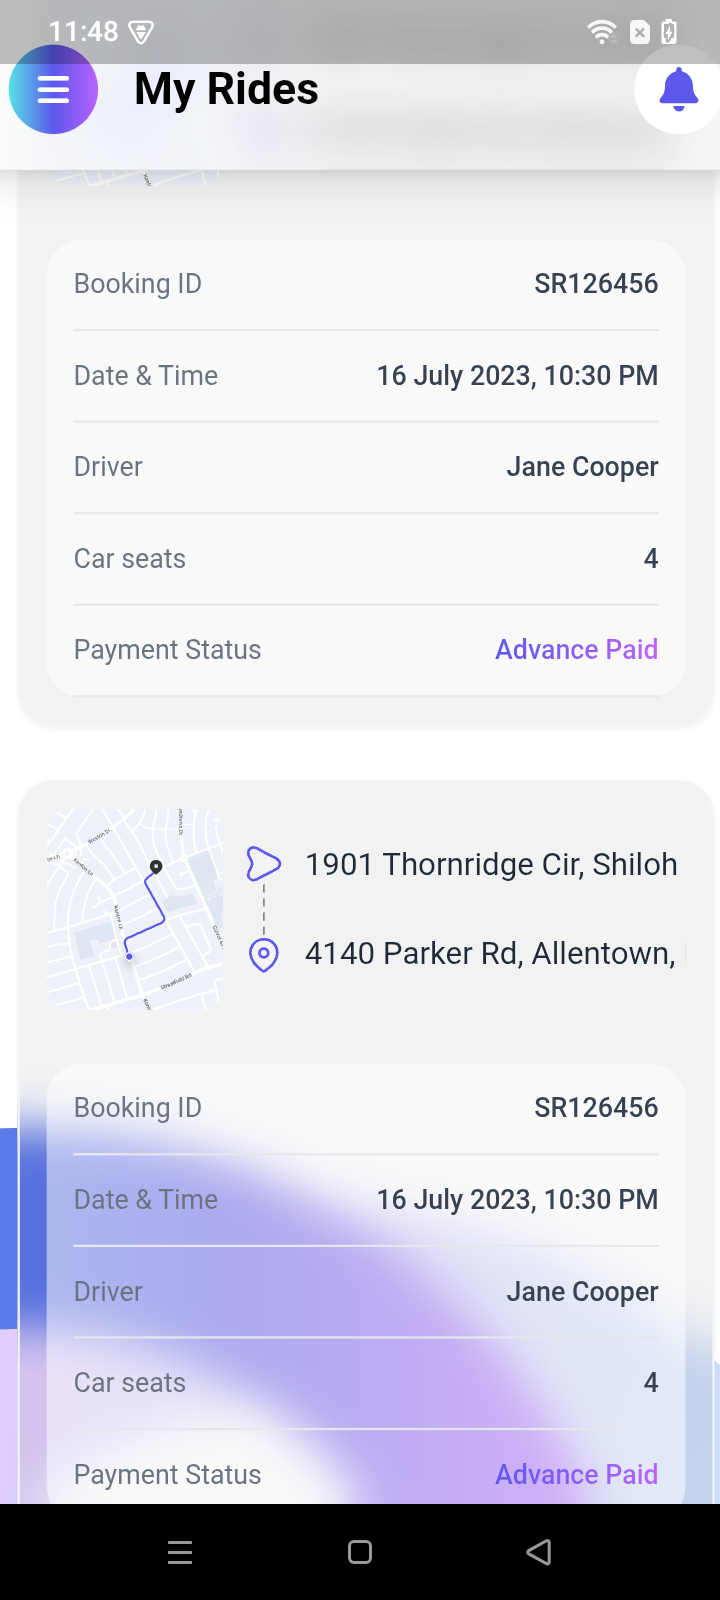 11:48
My Rides
Booking ID SR126456
Date & Time 16 July 2023, 10:30 PM
Driver Jane Cooper
Car seats 4
Payment Status Advance Paid
1901 Thornridge Cir, Shiloh
4140 Parker Rd, Allentown,
Booking ID SR126456
Date & Time 16 July 2023, 10:30 PM
Driver Jane Cooper
Car seats 4
Payment Status Advance Paid